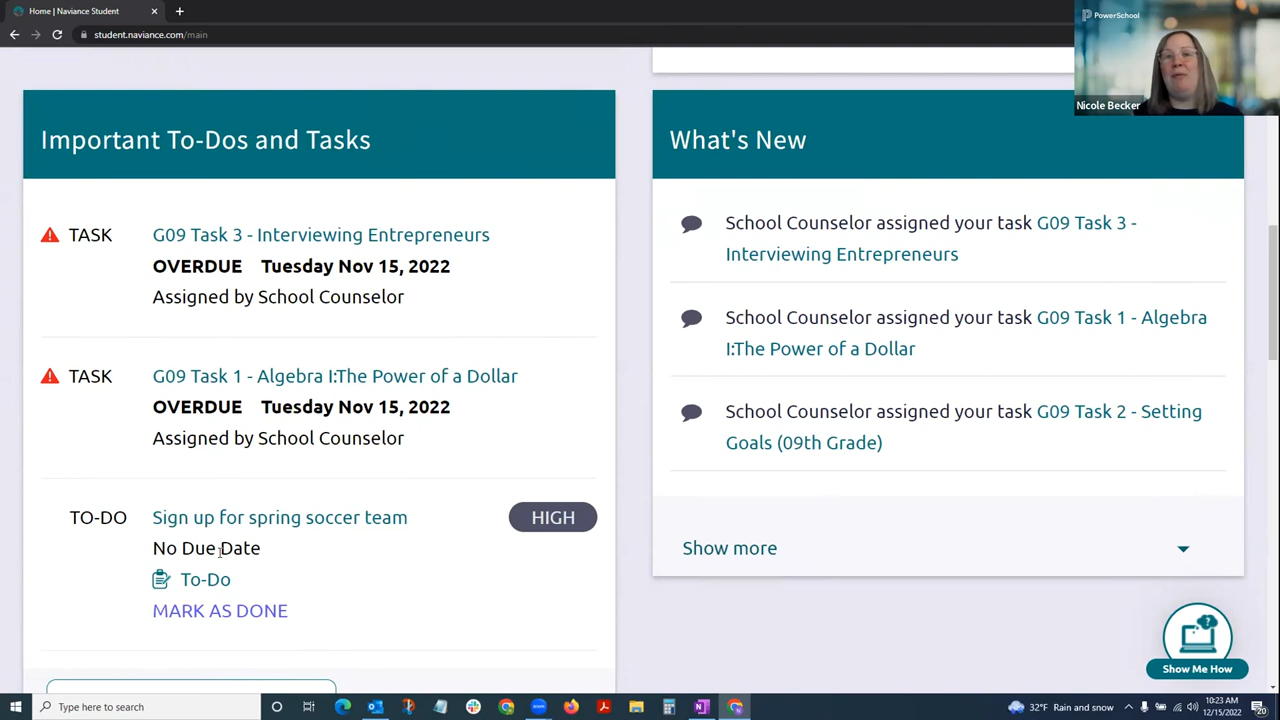 Home | Naviance Student
student.naviance.com/main
PowerSchool
Nicole Becker
Important To-Dos and Tasks
TASK
G09 Task 3 - Interviewing Entrepreneurs
OVERDUE Tuesday Nov 15, 2022
Assigned by School Counselor
TASK
G09 Task 1 - Algebra I:The Power of a Dollar
OVERDUE Tuesday Nov 15, 2022
Assigned by School Counselor
TO-DO
Sign up for spring soccer team
HIGH
No Due Date
To-Do
MARK AS DONE
What's New
School Counselor assigned your task G09 Task 3 -
Interviewing Entrepreneurs
School Counselor assigned your task G09 Task 1 - Algebra
I:The Power of a Dollar
School Counselor assigned your task G09 Task 2 - Setting
Goals (09th Grade)
Show more
Show Me How
Type here to search
32°F Rain and snow
10:23 AM
12/15/2022
20